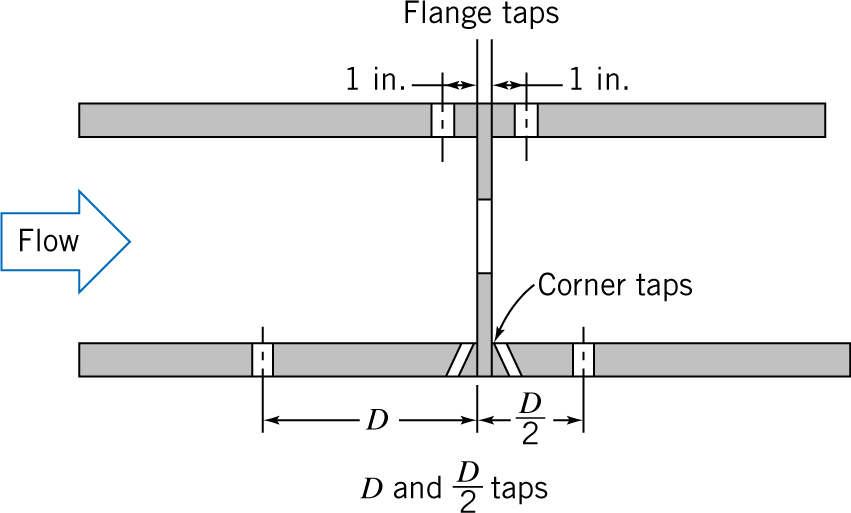 Flange taps
1 in. 1 in.
Flow
Corner taps
D D/2
D and D/2 taps